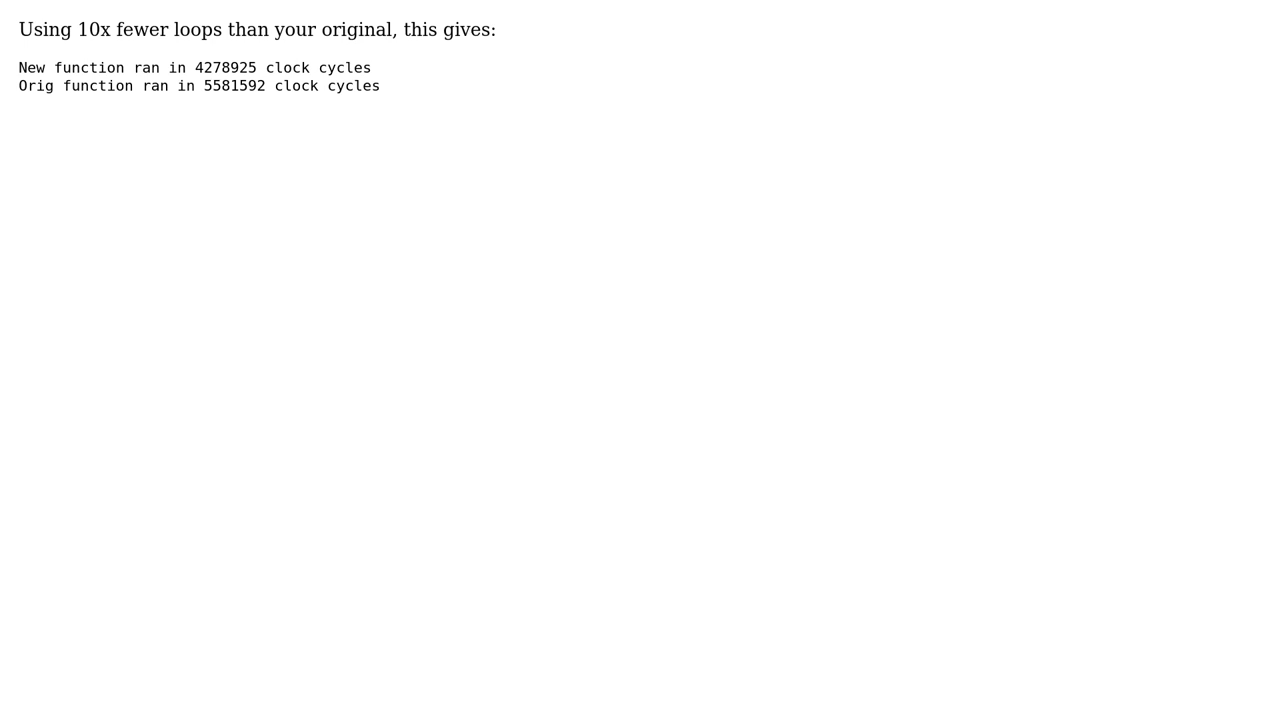 Using 10x fewer loops than your original, this gives:
New function ran in 4278925 clock cycles
Orig function ran in 5581592 clock cycles